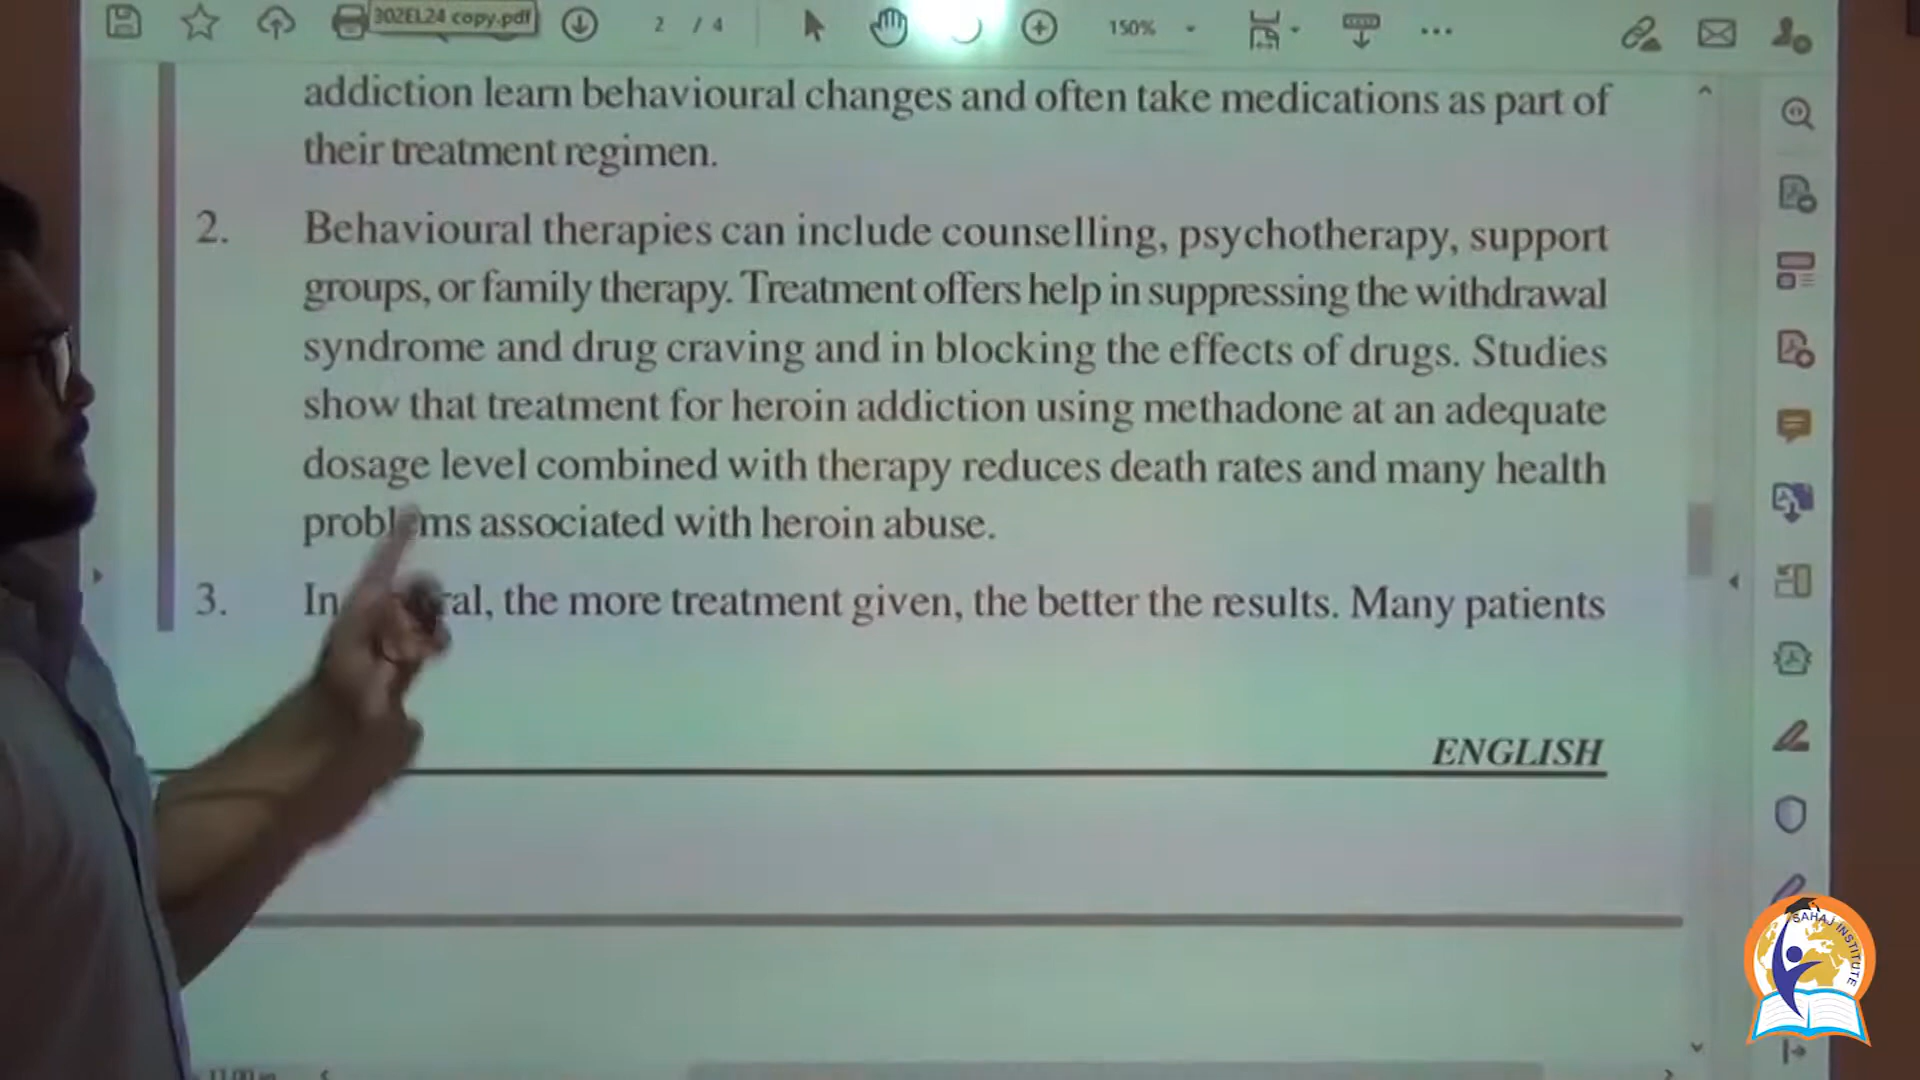 302EL24 copy.pdf
2 / 4
150%
addiction learn behavioural changes and often take medications as part of
their treatment regimen.
2. Behavioural therapies can include counselling, psychotherapy, support
groups, or family therapy. Treatment offers help in suppressing the withdrawal
syndrome and drug craving and in blocking the effects of drugs. Studies
show that treatment for heroin addiction using methadone at an adequate
dosage level combined with therapy reduces death rates and many health
problems associated with heroin abuse.
3. In general, the more treatment given, the better the results. Many patients
ENGLISH
SAHAJ INSTITUTE